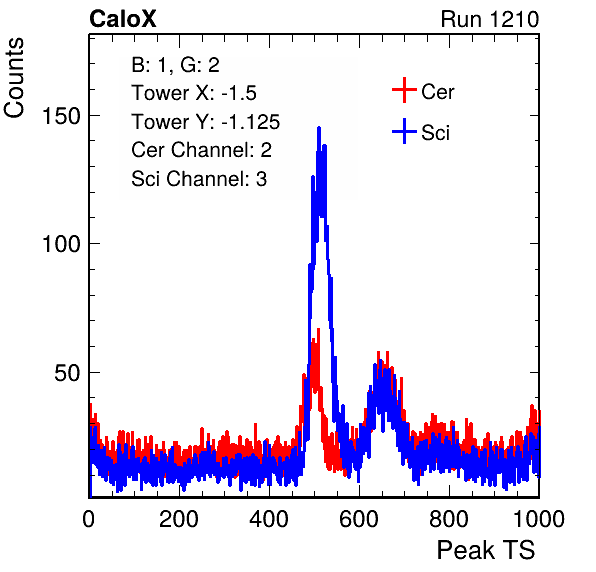 CaloX Run 1210
Counts
B: 1, G: 2
Tower X: -1.5
Tower Y: -1.125
Cer Channel: 2
Sci Channel: 3
Cer
Sci
150
100
50
0 200 400 600 800 1000
Peak TS